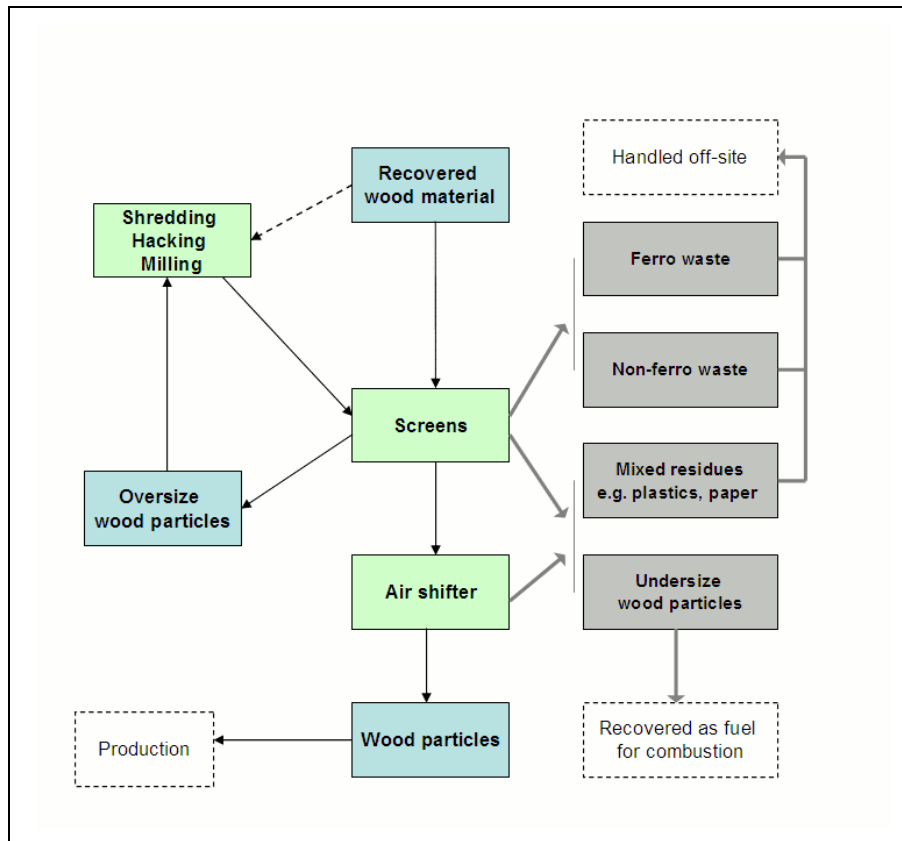 Handled off-site
Recovered
wood material
Shredding
Hacking
Milling
Ferro waste
Non-ferro waste
Screens
Mixed residues
e.g. plastics, paper
Oversize
wood particles
Air shifter
Undersize
wood particles
Wood particles
Production
Recovered as fuel
for combustion